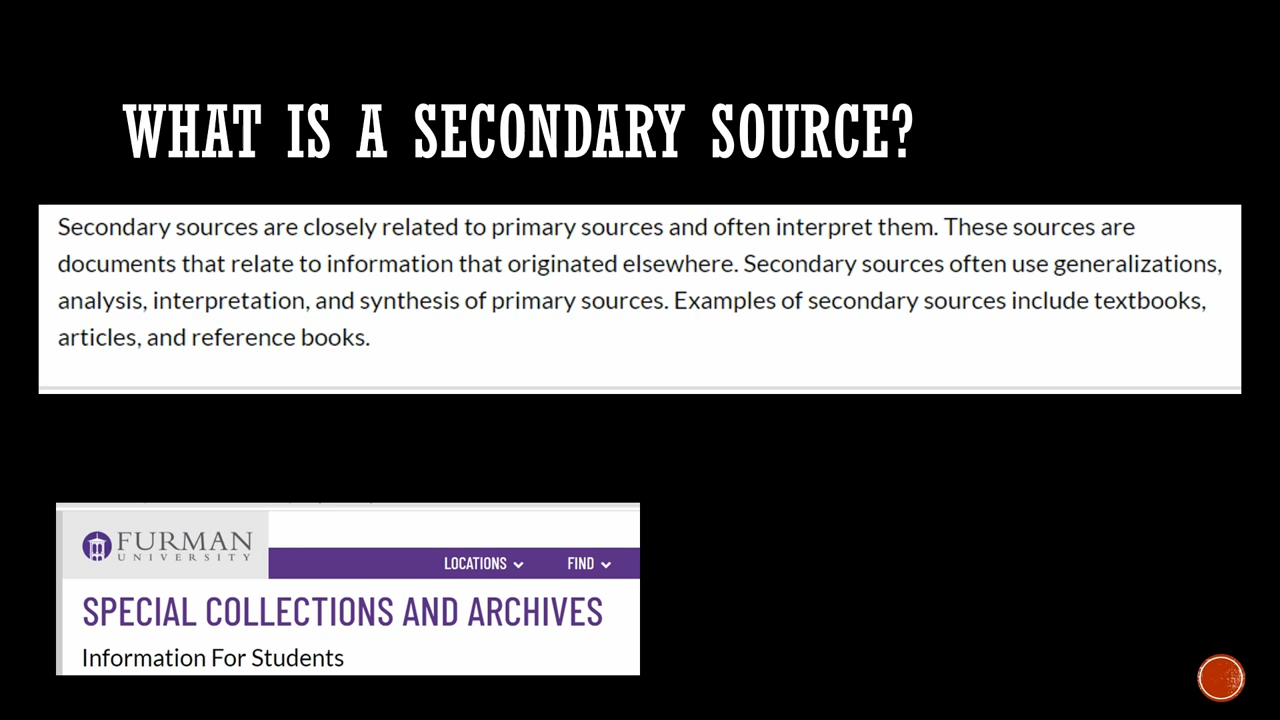 WHAT IS A SECONDARY SOURCE?
Secondary sources are closely related to primary sources and often interpret them. These sources are
documents that relate to information that originated elsewhere. Secondary sources often use generalizations,
analysis, interpretation, and synthesis of primary sources. Examples of secondary sources include textbooks,
articles, and reference books.
FURMAN
UNIVERSITY
LOCATIONS FIND
SPECIAL COLLECTIONS AND ARCHIVES
Information For Students